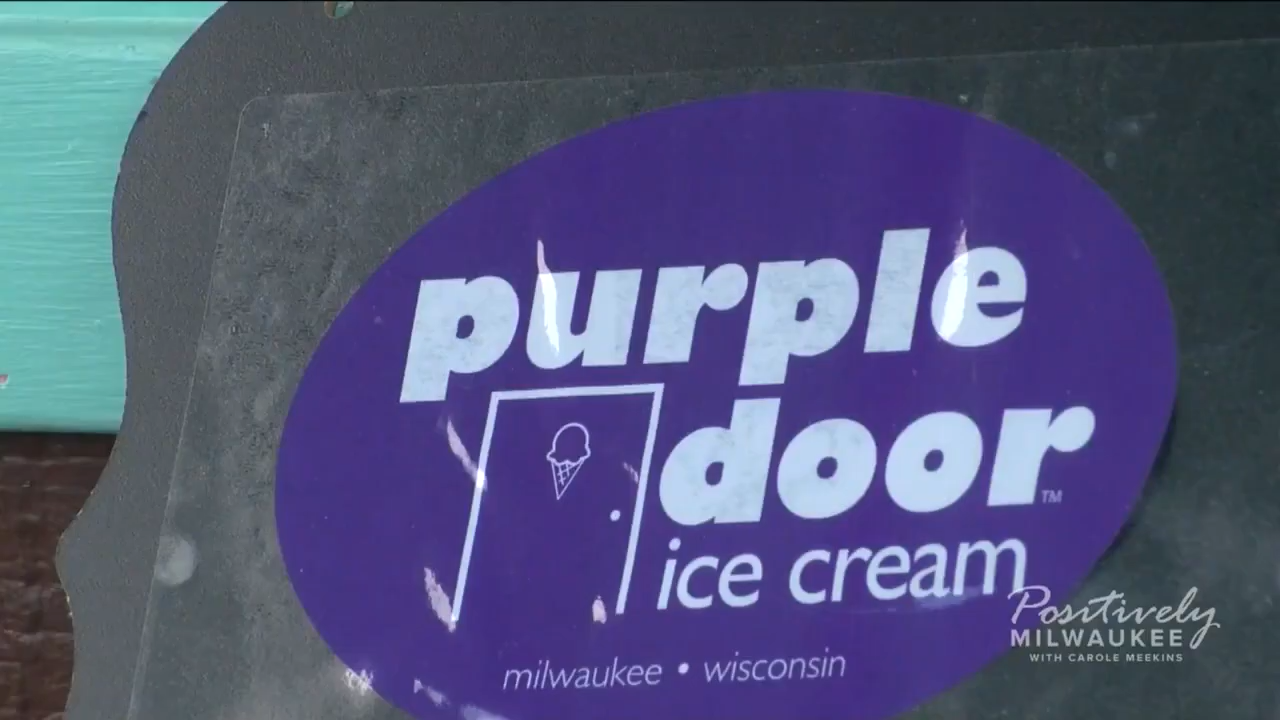 purple
door™
ice cream
milwaukee • wisconsin
Positively
MILWAUKEE
WITH CAROLE MEEKINS